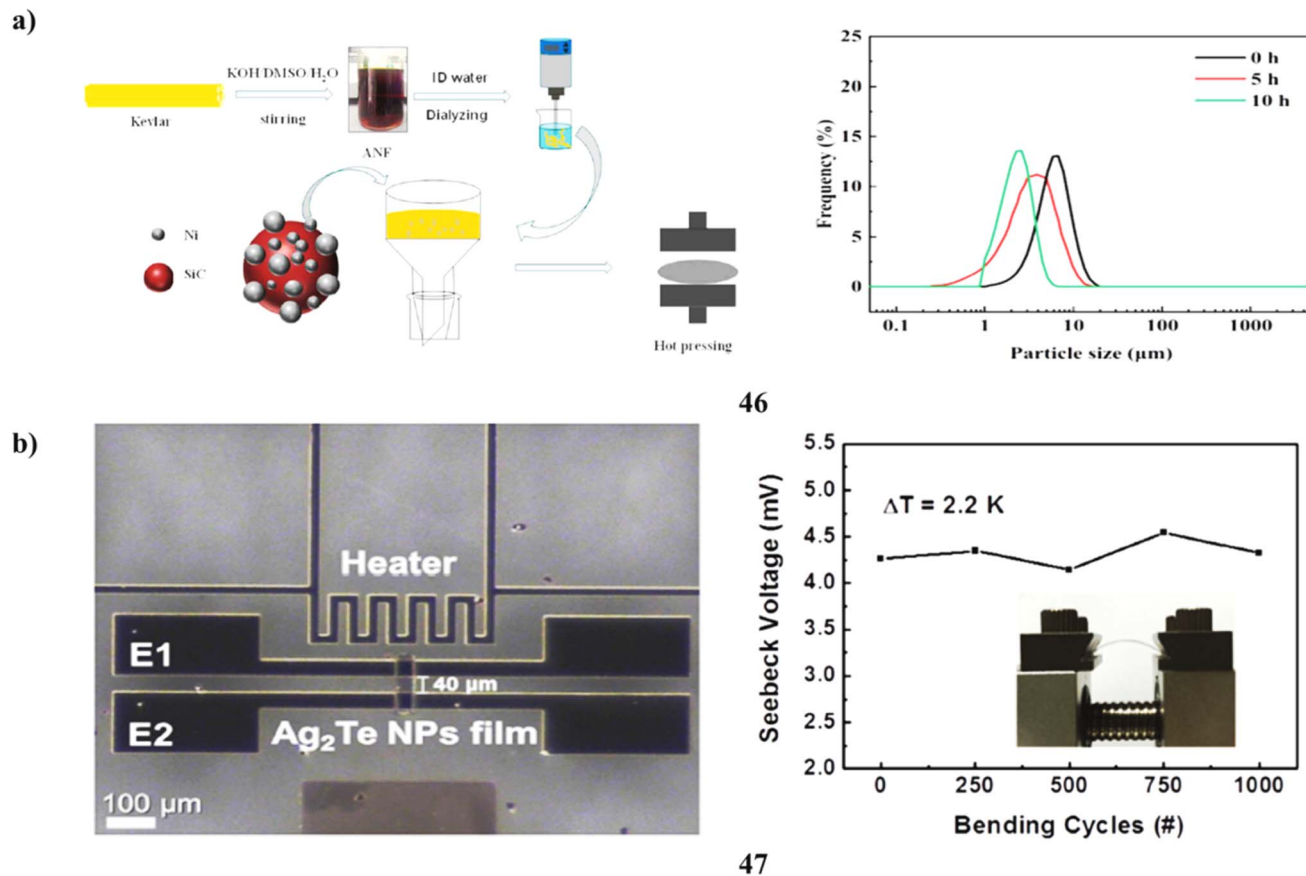 a)
Kevlar
KOH/DMSO/H₂O
stirring
ANF
ID water
Dialyzing
Ni
SiC
Hot pressing
25
20
15
10
5
0
Frequency (%)
0 h
5 h
10 h
0.1
1
10
100
1000
Particle size (μm)
46
b)
Heater
E1
40 μm
E2
Ag₂Te NPs film
100 μm
5.5
5.0
4.5
4.0
3.5
3.0
2.5
2.0
Seebeck Voltage (mV)
ΔT = 2.2 K
0
250
500
750
1000
Bending Cycles (#)
47